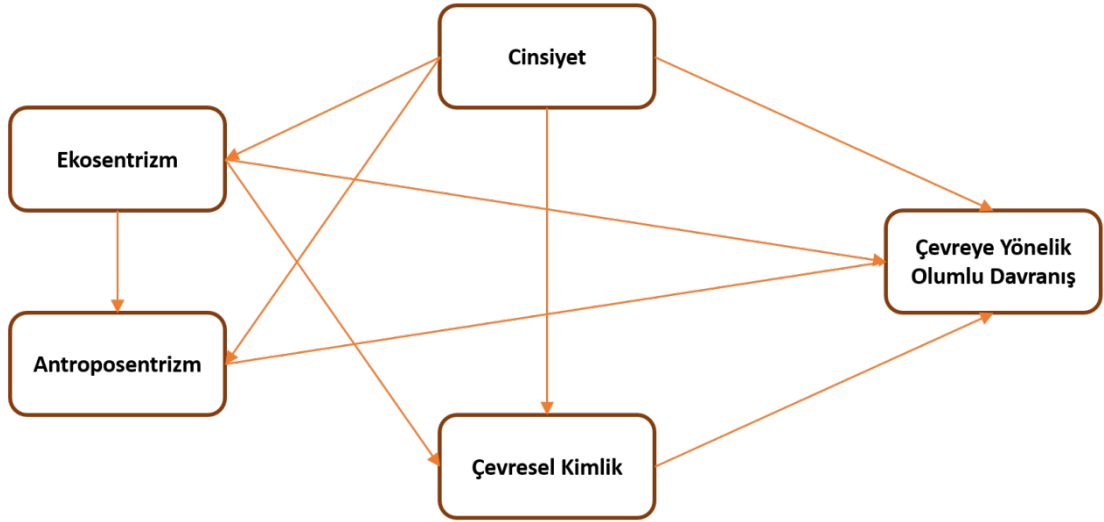 Cinsiyet
Ekosentrizm
Çevreye Yönelik
Olumlu Davranış
Antroposentrizm
Çevresel Kimlik